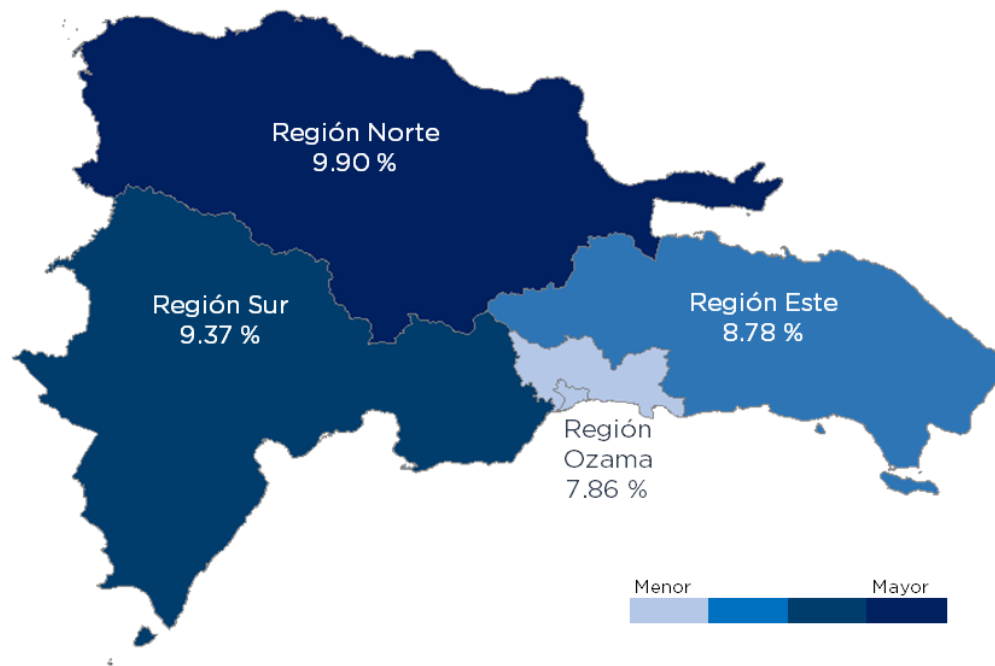 Región Norte
9.90 %
Región Sur
9.37 %
Región Este
8.78 %
Región
Ozama
7.86 %
Menor
Mayor